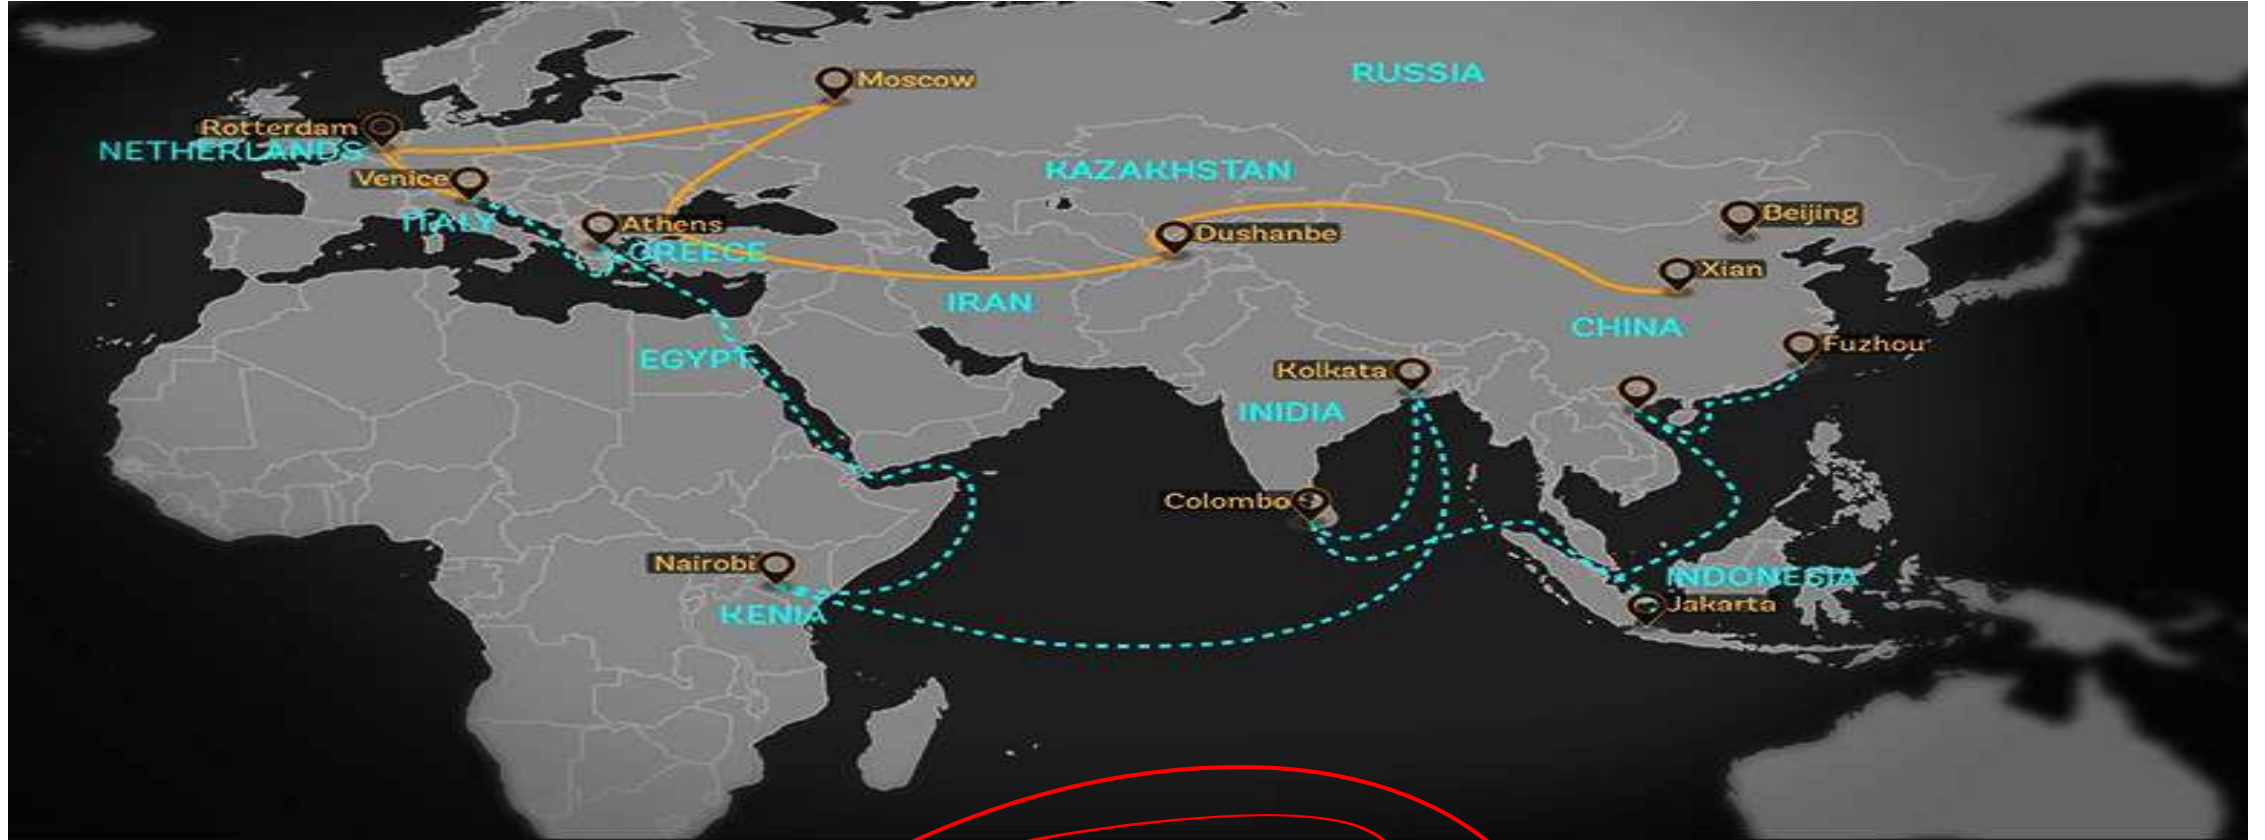 Moscow
RUSSIA
Rotterdam
NETHERLANDS
KAZAKHSTAN
Venice
ITALY
Athens
GREECE
Dushanbe
Beijing
Xian
IRAN
CHINA
EGYPT
Fuzhou
Kolkata
INIDIA
Colombo
Nairobi
INDONESIA
Jakarta
KENIA